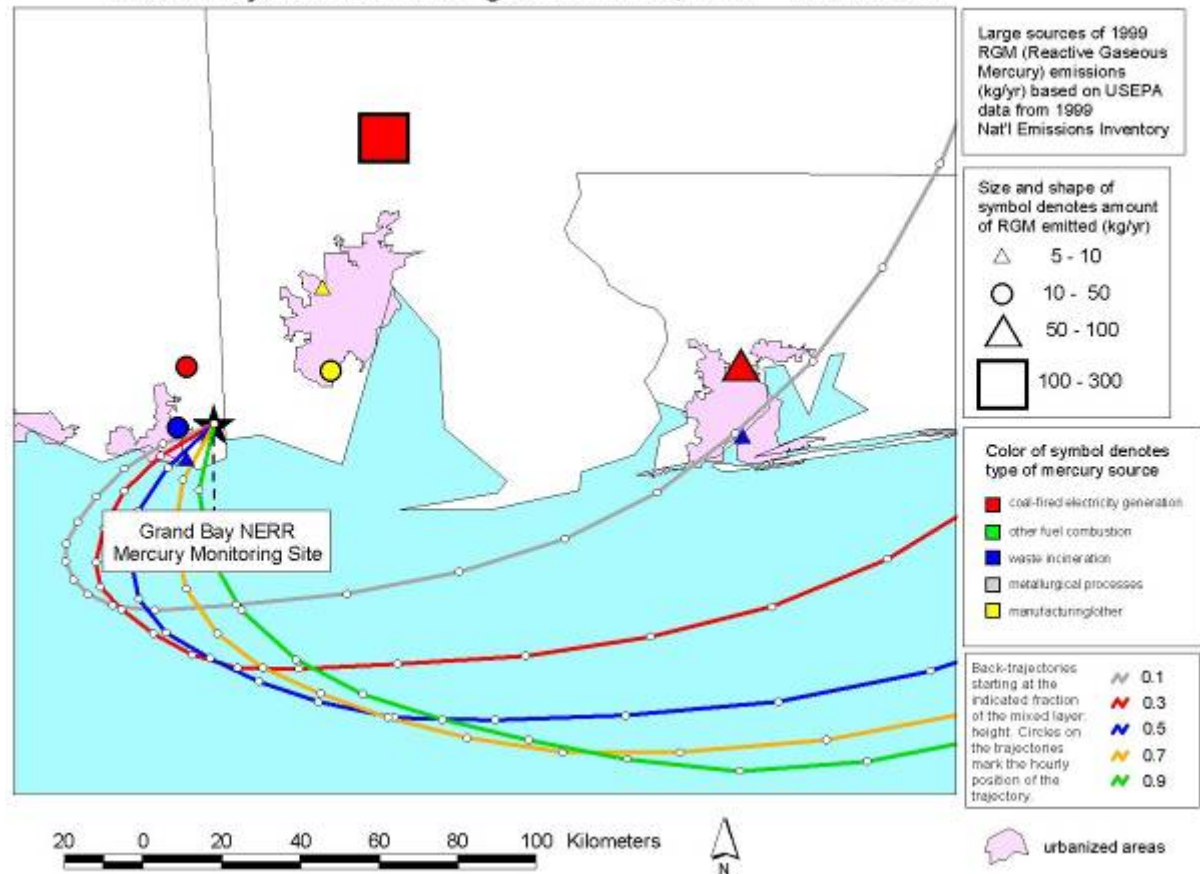 Large sources of 1999
RGM (Reactive Gaseous
Mercury) emissions
(kg/yr) based on USEPA
data from 1999
Nat'l Emissions Inventory
Size and shape of
symbol denotes amount
of RGM emitted (kg/yr)
5 - 10
10 - 50
50 - 100
100 - 300
Color of symbol denotes
type of mercury source
coal-fired electricity generation
other fuel combustion
waste incineration
metallurgical processes
manufacturing/other
Grand Bay NERR
Mercury Monitoring Site
Back-trajectories
starting at the
indicated fraction
of the mixed layer
height. Circles on
the trajectories
mark the hourly
position of the
trajectory.
0.1
0.3
0.5
0.7
0.9
20 0 20 40 60 80 100 Kilometers
N
urbanized areas